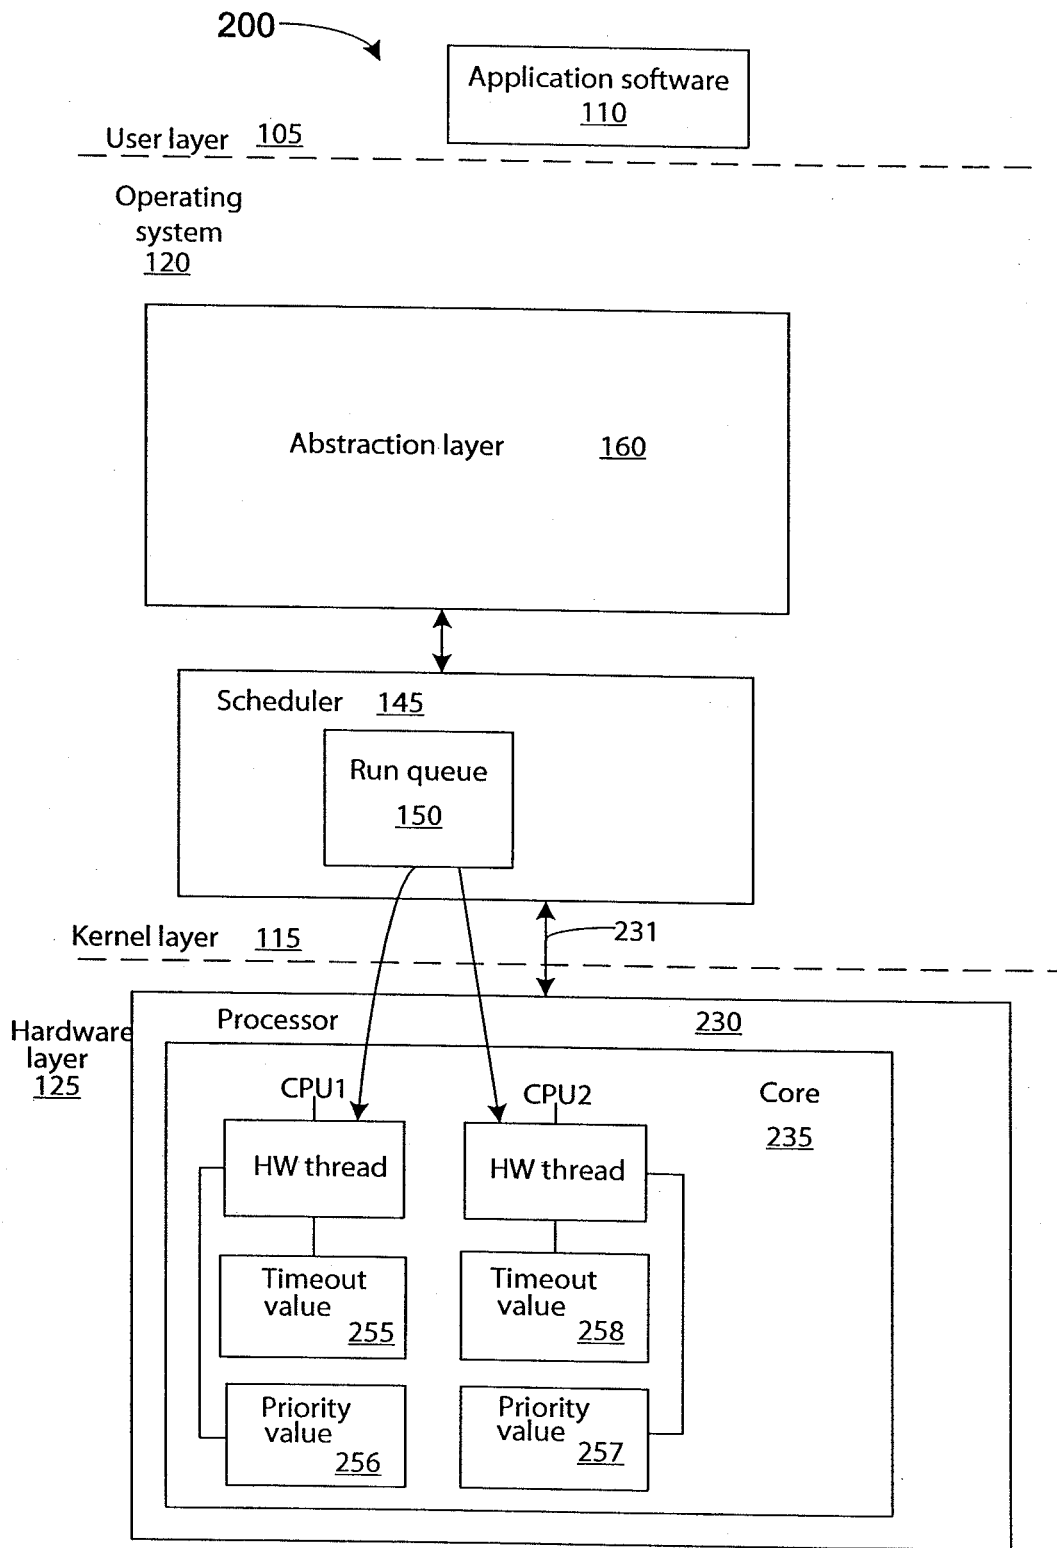 200
Application software
110
User layer 105
Operating
system
120
Abstraction layer 160
Scheduler 145
Run queue
150
Kernel layer 115
231
Processor 230
Hardware
layer
125
CPU1
CPU2
Core
235
HW thread
HW thread
Timeout
value
255
Timeout
value
258
Priority
value
256
Priority
value
257